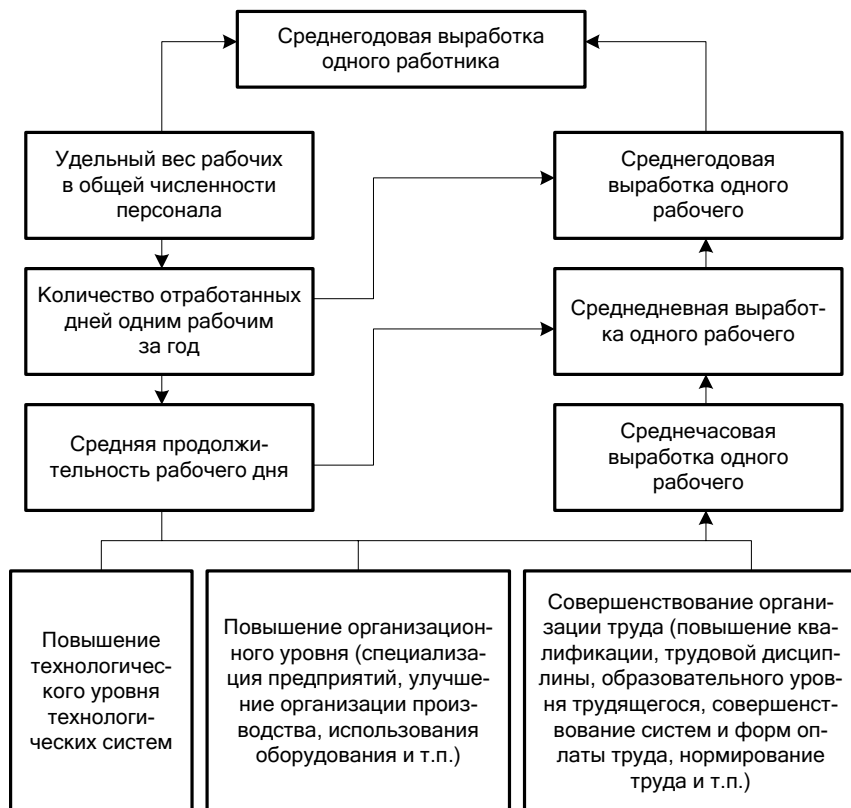 Среднегодовая выработка
одного работника
Удельный вес рабочих
в общей численности
персонала
Среднегодовая
выработка одного
рабочего
Количество отработанных
дней одним рабочим
за год
Среднедневная выработ-
ка одного рабочего
Средняя продолжи-
тельность рабочего дня
Среднечасовая
выработка одного
рабочего
Повышение
технологичес-
кого уровня
технологи-
ческих систем
Повышение организацион-
ного уровня (специализа-
ция предприятий, улучше-
ние организации произ-
водства, использования
оборудования и т.п.)
Совершенствование органи-
зации труда (повышение ква-
лификации, трудовой дисцип-
лины, образовательного уров-
ня трудящегося, совершенст-
вование систем и форм оп-
латы труда, нормирование
труда и т.п.)